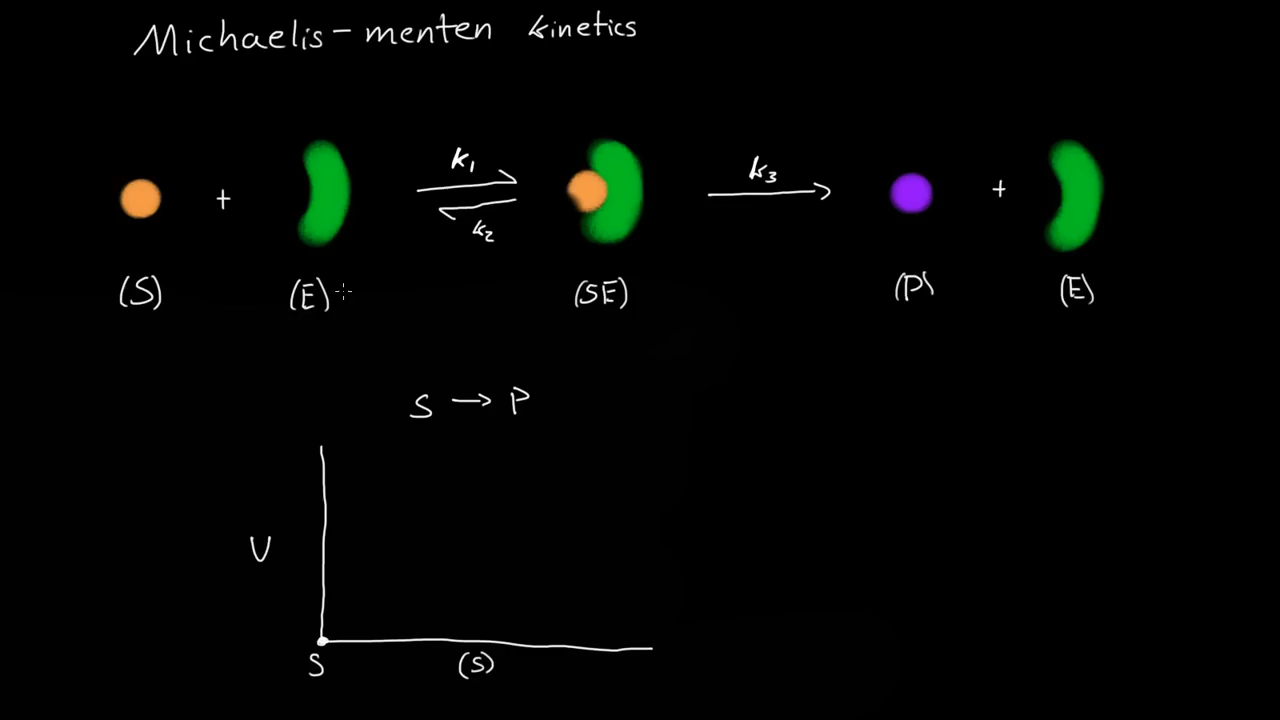 Michaelis-menten kinetics
k1
k3
+
+
k2
(S)
(E)
(SE)
(P)
(E)
S → P
V
S
(S)